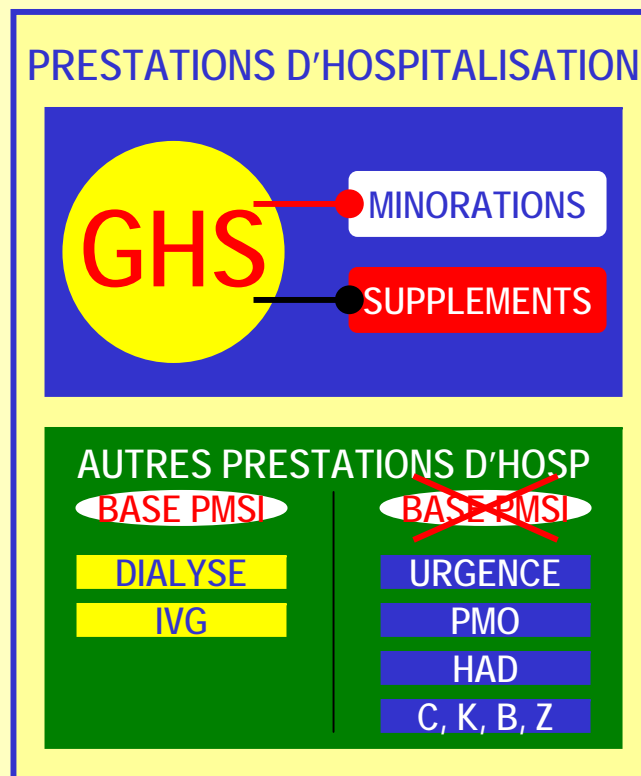 PRESTATIONS D'HOSPITALISATION
GHS
MINORATIONS
SUPPLEMENTS
AUTRES PRESTATIONS D'HOSP
BASE PMSI
DIALYSE
IVG
BASE PMSI
URGENCE
PMO
HAD
C, K, B, Z